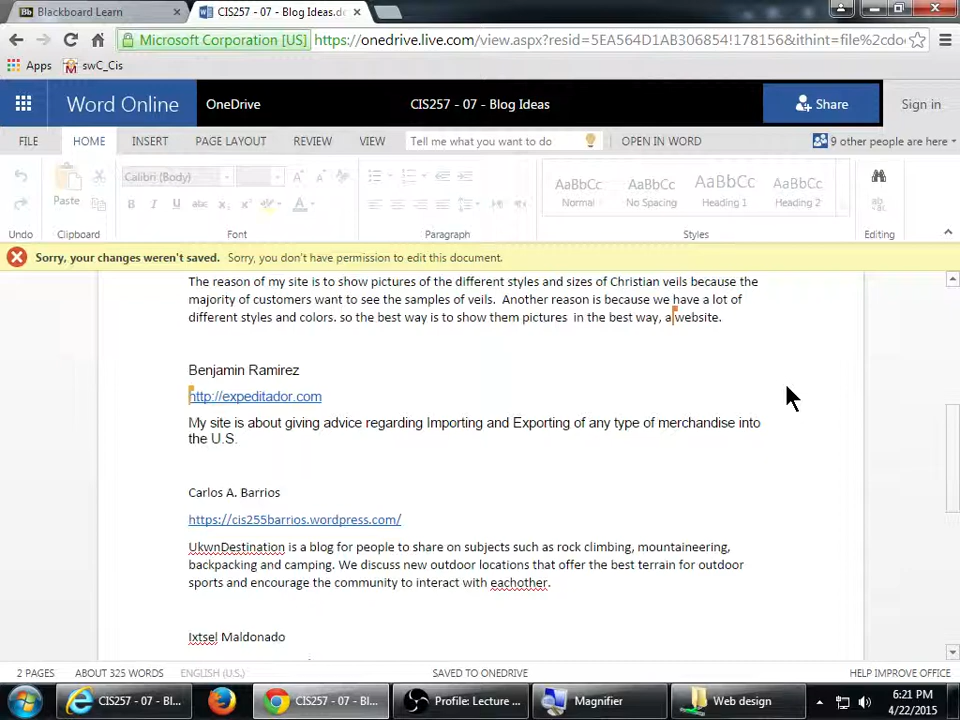 Bb Blackboard Learn
CIS257 - 07 - Blog Ideas.do
Microsoft Corporation [US] https://onedrive.live.com/view.aspx?resid=5EA564D1AB306854!178156&ithint=file%2cdo
Apps swC_Cis
Word Online OneDrive CIS257 - 07 - Blog Ideas Share Sign in
FILE HOME INSERT PAGE LAYOUT REVIEW VIEW Tell me what you want to do OPEN IN WORD 9 other people are here
Calibri (Body)
Paste
AaBbCc AaBbCc AaBbCc AaBbCc
Normal No Spacing Heading 1 Heading 2
Undo Clipboard Font Paragraph Styles Editing
Sorry, your changes weren't saved. Sorry, you don't have permission to edit this document.
The reason of my site is to show pictures of the different styles and sizes of Christian veils because the
majority of customers want to see the samples of veils. Another reason is because we have a lot of
different styles and colors. so the best way is to show them pictures in the best way, a website.
Benjamin Ramirez
http://expeditador.com
My site is about giving advice regarding Importing and Exporting of any type of merchandise into
the U.S.
Carlos A. Barrios
https://cis255barrios.wordpress.com/
UkwnDestination is a blog for people to share on subjects such as rock climbing, mountaineering,
backpacking and camping. We discuss new outdoor locations that offer the best terrain for outdoor
sports and encourage the community to interact with eachother.
Ixtsel Maldonado
2 PAGES ABOUT 325 WORDS ENGLISH (U.S.) SAVED TO ONEDRIVE HELP IMPROVE OFFICE
CIS257 - 07 - Bl... CIS257 - 07 - Bl... Profile: Lecture ... Magnifier Web design 6:21 PM
4/22/2015